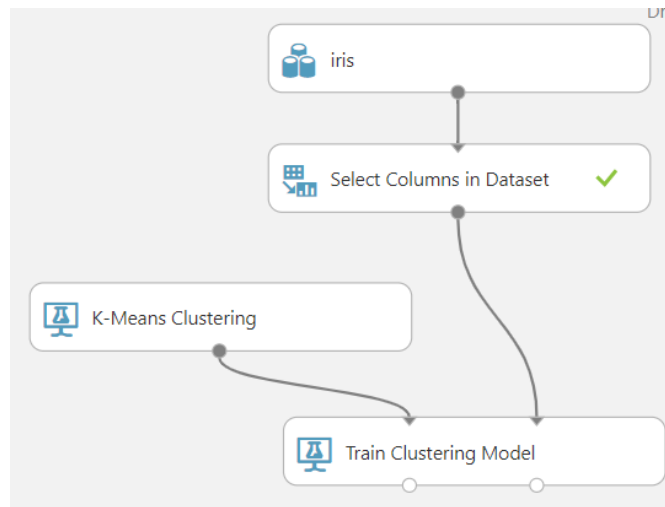 iris
Select Columns in Dataset
K-Means Clustering
Train Clustering Model